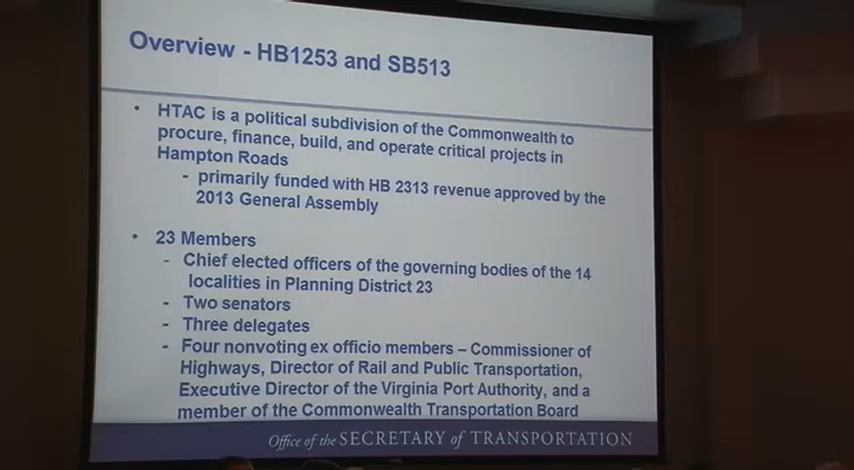 Overview - HB1253 and SB513
• HTAC is a political subdivision of the Commonwealth to
procure, finance, build, and operate critical projects in
Hampton Roads
- primarily funded with HB 2313 revenue approved by the
2013 General Assembly
• 23 Members
- Chief elected officers of the governing bodies of the 14
localities in Planning District 23
- Two senators
- Three delegates
- Four nonvoting ex officio members – Commissioner of
Highways, Director of Rail and Public Transportation,
Executive Director of the Virginia Port Authority, and a
member of the Commonwealth Transportation Board
Office of the SECRETARY of TRANSPORTATION